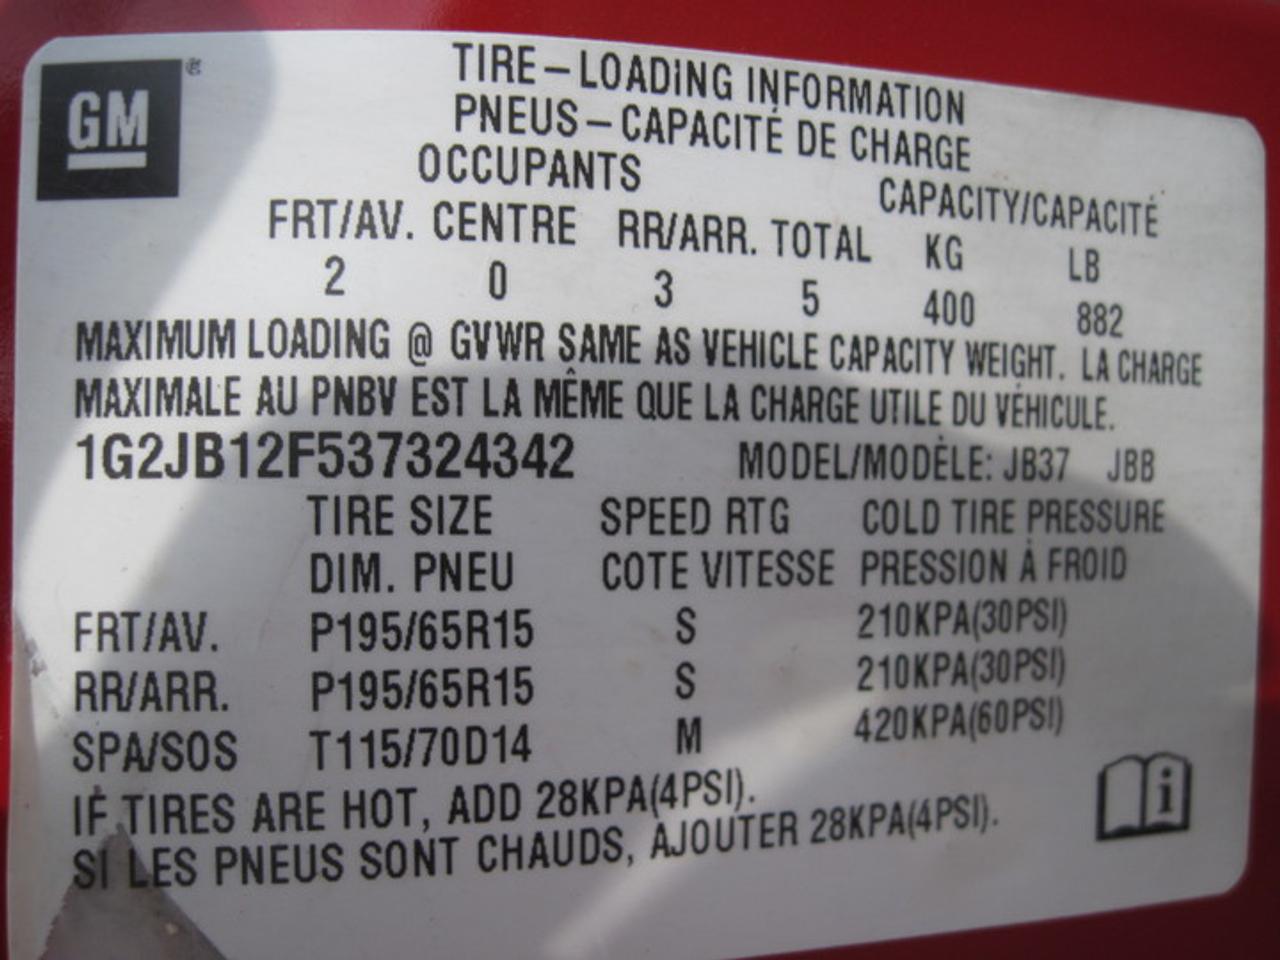 GM
TIRE-LOADING INFORMATION
PNEUS-CAPACITÉ DE CHARGE
OCCUPANTS CAPACITY/CAPACITÉ
FRT/AV. CENTRE RR/ARR. TOTAL KG LB
2 0 3 5 400 882
MAXIMUM LOADING @ GVWR SAME AS VEHICLE CAPACITY WEIGHT. LA CHARGE
MAXIMALE AU PNBV EST LA MÊME QUE LA CHARGE UTILE DU VÉHICULE.
1G2JB12F537324342 MODEL/MODÈLE: JB37 JBB
TIRE SIZE SPEED RTG COLD TIRE PRESSURE
DIM. PNEU COTE VITESSE PRESSION À FROID
FRT/AV. P195/65R15 S 210KPA(30PSI)
RR/ARR. P195/65R15 S 210KPA(30PSI)
SPA/SOS T115/70D14 M 420KPA(60PSI)
IF TIRES ARE HOT, ADD 28KPA(4PSI).
SI LES PNEUS SONT CHAUDS, AJOUTER 28KPA(4PSI).